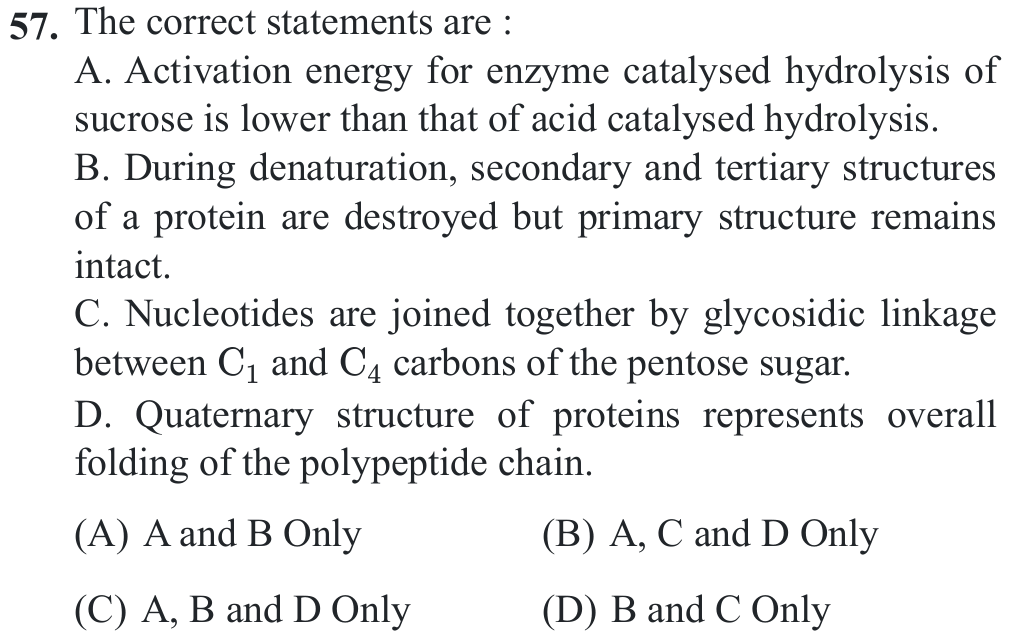 57. The correct statements are :
A. Activation energy for enzyme catalysed hydrolysis of
sucrose is lower than that of acid catalysed hydrolysis.
B. During denaturation, secondary and tertiary structures
of a protein are destroyed but primary structure remains
intact.
C. Nucleotides are joined together by glycosidic linkage
between C₁ and C₄ carbons of the pentose sugar.
D. Quaternary structure of proteins represents overall
folding of the polypeptide chain.
(A) A and B Only (B) A, C and D Only
(C) A, B and D Only (D) B and C Only